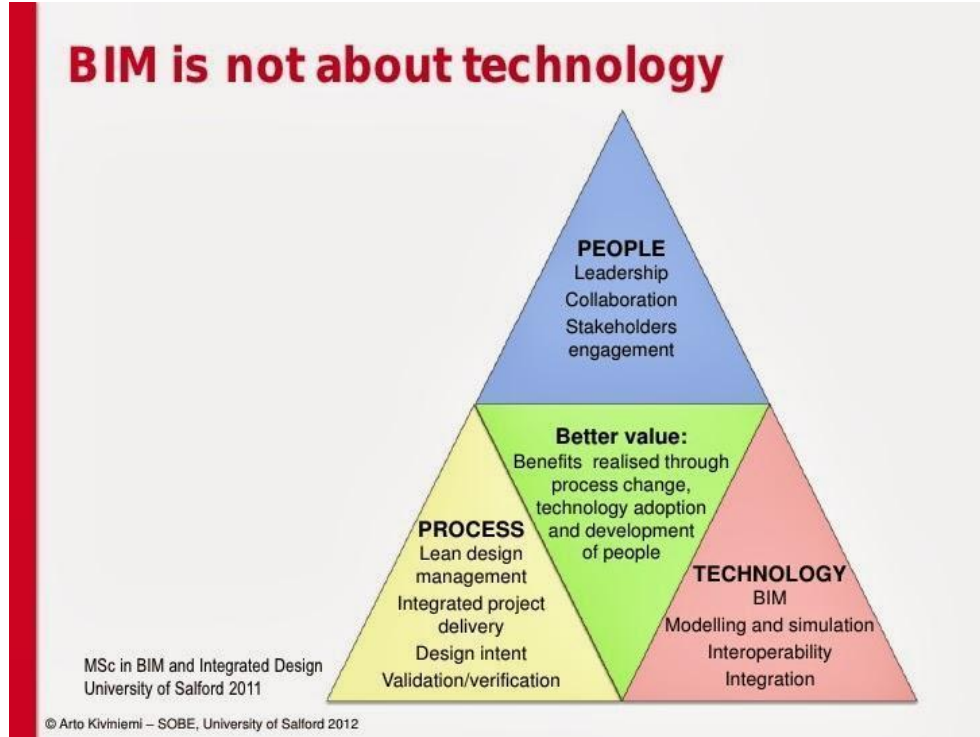 BIM is not about technology
PEOPLE
Leadership
Collaboration
Stakeholders
engagement
Better value:
Benefits realised through
process change,
technology adoption
and development
of people
PROCESS
Lean design
management
Integrated project
delivery
Design intent
Validation/verification
TECHNOLOGY
BIM
Modelling and simulation
Interoperability
Integration
MSc in BIM and Integrated Design
University of Salford 2011
© Arto Kiviniemi – SOBE, University of Salford 2012